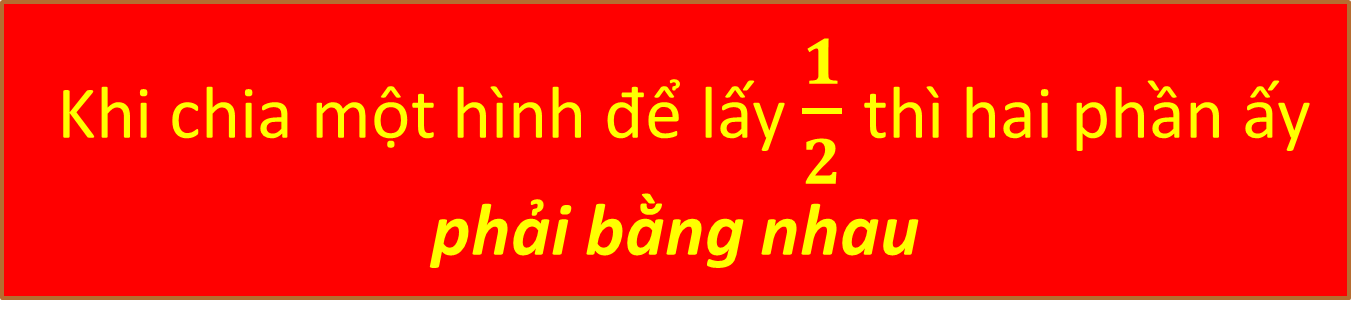 Khi chia một hình để lấy 1/2 thì hai phần ấy
phải bằng nhau